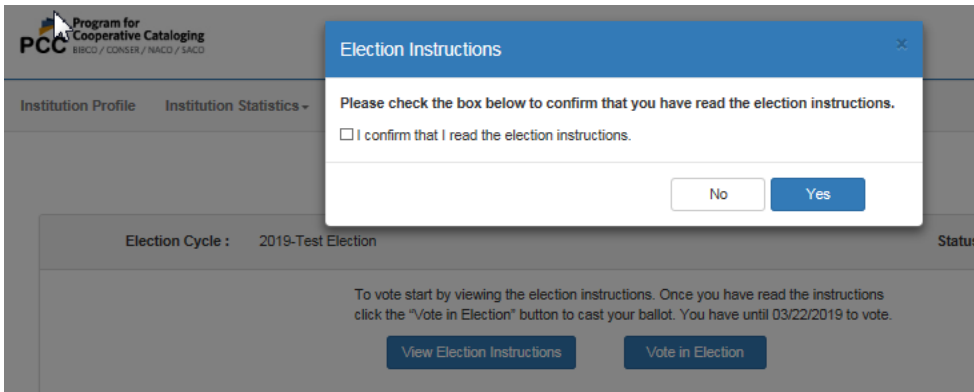 Program for
Cooperative Cataloging
PCC BIBCO / CONSER / NACO / SACO
Institution Profile Institution Statistics
Election Instructions ×
Please check the box below to confirm that you have read the election instructions.
I confirm that I read the election instructions.
No Yes
Election Cycle : 2019-Test Election Status
To vote start by viewing the election instructions. Once you have read the instructions
click the “Vote in Election” button to cast your ballot. You have until 03/22/2019 to vote.
View Election Instructions Vote in Election